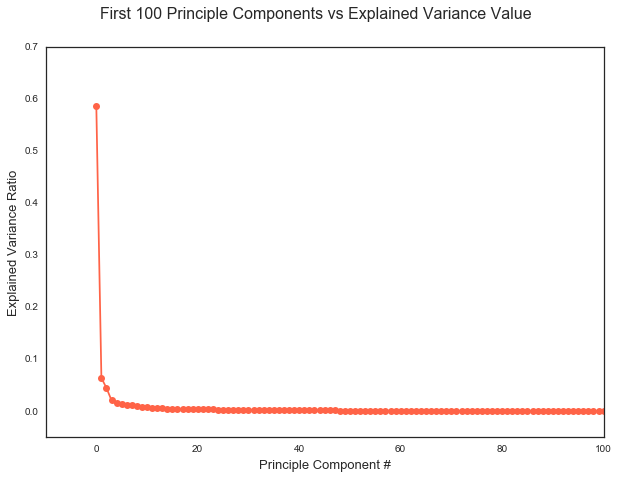 First 100 Principle Components vs Explained Variance Value
0.7
0.6
0.5
0.4
0.3
0.2
0.1
0.0
Explained Variance Ratio
0 20 40 60 80 100
Principle Component #